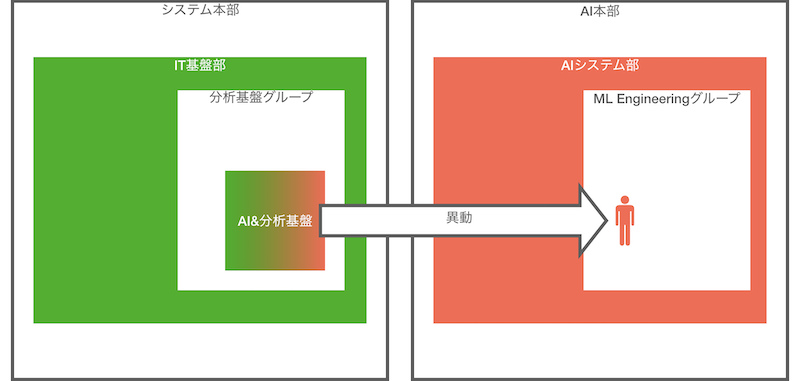 システム本部
AI本部
IT基盤部
AIシステム部
分析基盤グループ
ML Engineeringグループ
AI&分析基盤
異動